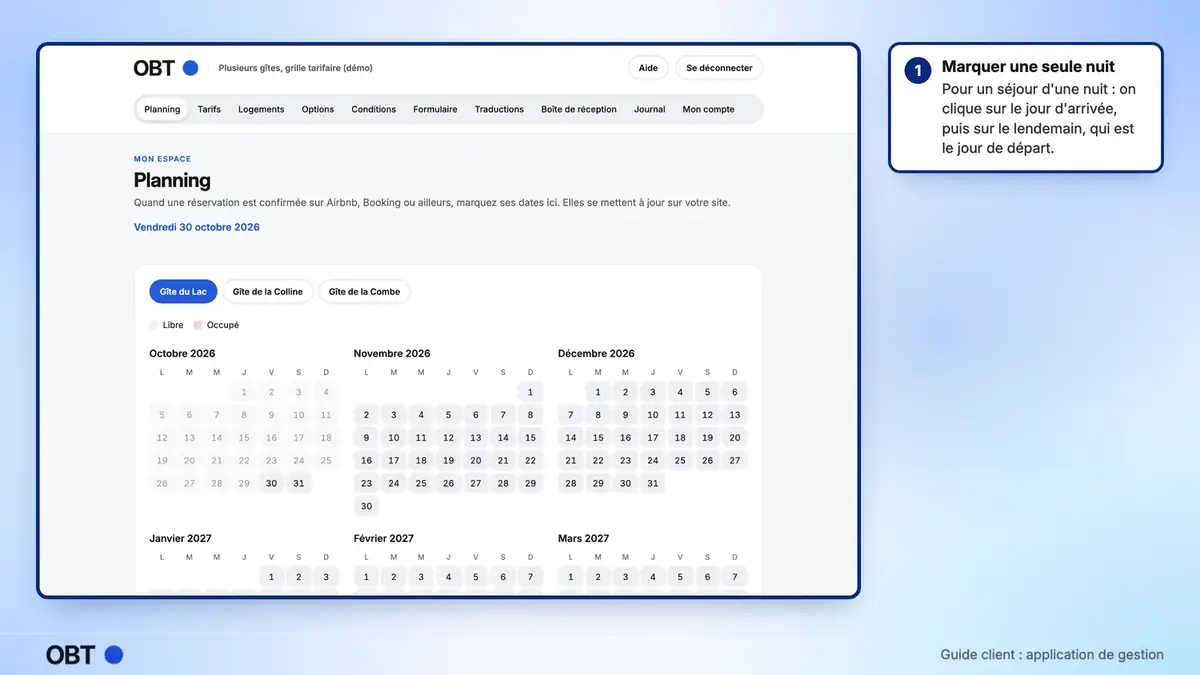 OBT
Plusieurs gîtes, grille tarifaire (démo)
Aide
Se déconnecter
Planning Tarifs Logements Options Conditions Formulaire Traductions Boîte de réception Journal Mon compte
MON ESPACE
Planning
Quand une réservation est confirmée sur Airbnb, Booking ou ailleurs, marquez ses dates ici. Elles se mettent à jour sur votre site.
Vendredi 30 octobre 2026
Gîte du Lac Gîte de la Colline Gîte de la Combe
Libre Occupé
Octobre 2026
L M M J V S D
1 2 3 4
5 6 7 8 9 10 11
12 13 14 15 16 17 18
19 20 21 22 23 24 25
26 27 28 29 30 31
Novembre 2026
L M M J V S D
1
2 3 4 5 6 7 8
9 10 11 12 13 14 15
16 17 18 19 20 21 22
23 24 25 26 27 28 29
30
Décembre 2026
L M M J V S D
1 2 3 4 5 6
7 8 9 10 11 12 13
14 15 16 17 18 19 20
21 22 23 24 25 26 27
28 29 30 31
Janvier 2027
L M M J V S D
1 2 3
Février 2027
L M M J V S D
1 2 3 4 5 6 7
Mars 2027
L M M J V S D
1 2 3 4 5 6 7
1
Marquer une seule nuit
Pour un séjour d'une nuit : on
clique sur le jour d'arrivée,
puis sur le lendemain, qui est
le jour de départ.
OBT
Guide client : application de gestion